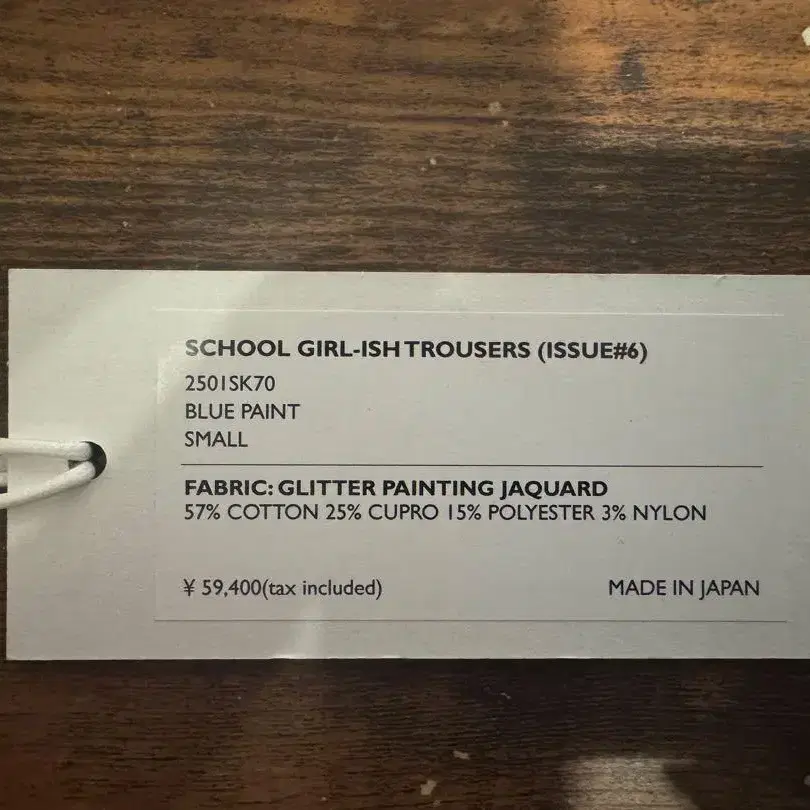 SCHOOL GIRL-ISH TROUSERS (ISSUE#6)
2501SK70
BLUE PAINT
SMALL
FABRIC: GLITTER PAINTING JAQUARD
57% COTTON 25% CUPRO 15% POLYESTER 3% NYLON
¥ 59,400(tax included) MADE IN JAPAN